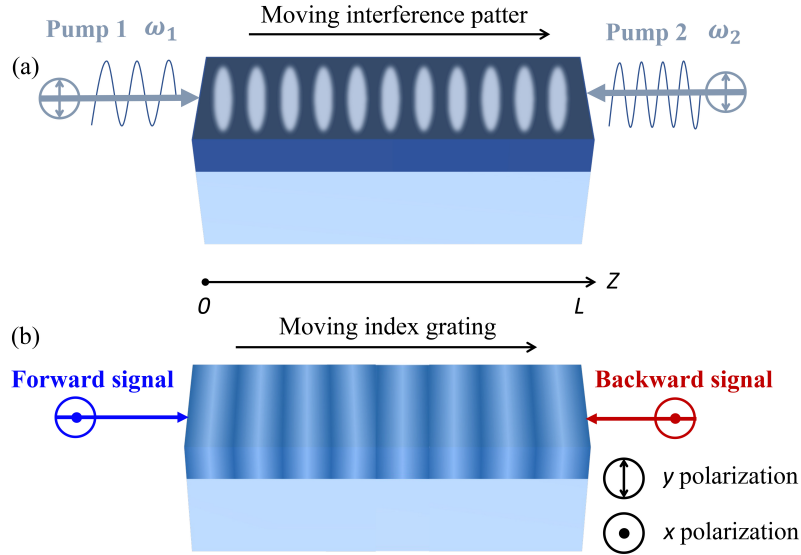 Moving interference patter
Pump 1 ω1
Pump 2 ω2
(a)
Z
0
L
(b)
Moving index grating
Forward signal
Backward signal
y polarization
x polarization